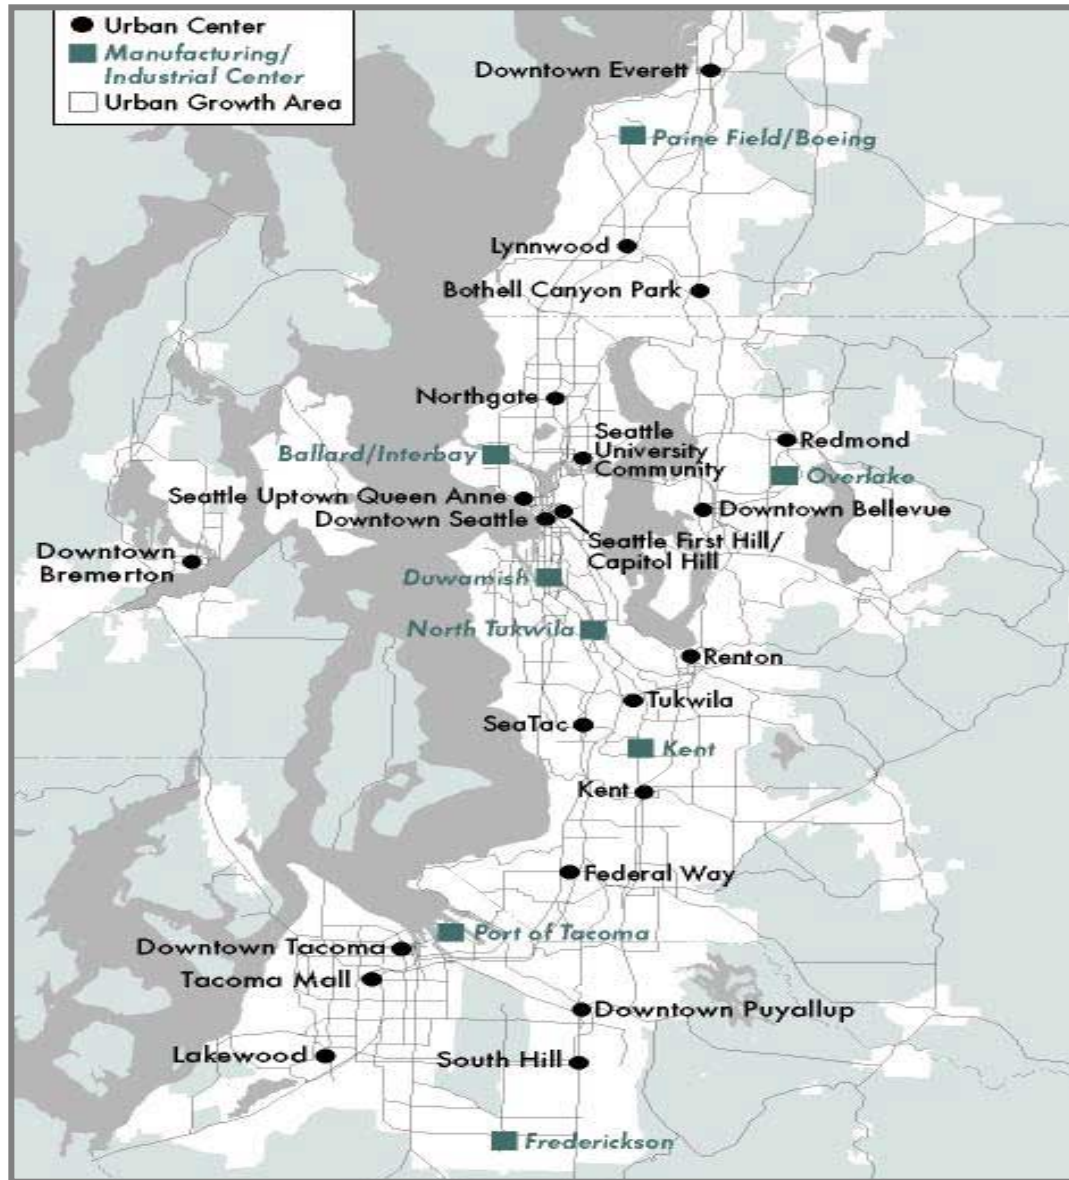 Urban Center
Manufacturing/
Industrial Center
Urban Growth Area
Downtown Everett
Paine Field/Boeing
Lynnwood
Bothell Canyon Park
Northgate
Seattle
University
Community
Redmond
Ballard/Interbay
Overlake
Seattle Uptown Queen Anne
Downtown Bellevue
Downtown Seattle
Seattle First Hill/
Capitol Hill
Downtown
Bremerton
Duwamish
North Tukwila
Renton
Tukwila
SeaTac
Kent
Kent
Federal Way
Port of Tacoma
Downtown Tacoma
Tacoma Mall
Downtown Puyallup
Lakewood
South Hill
Frederickson